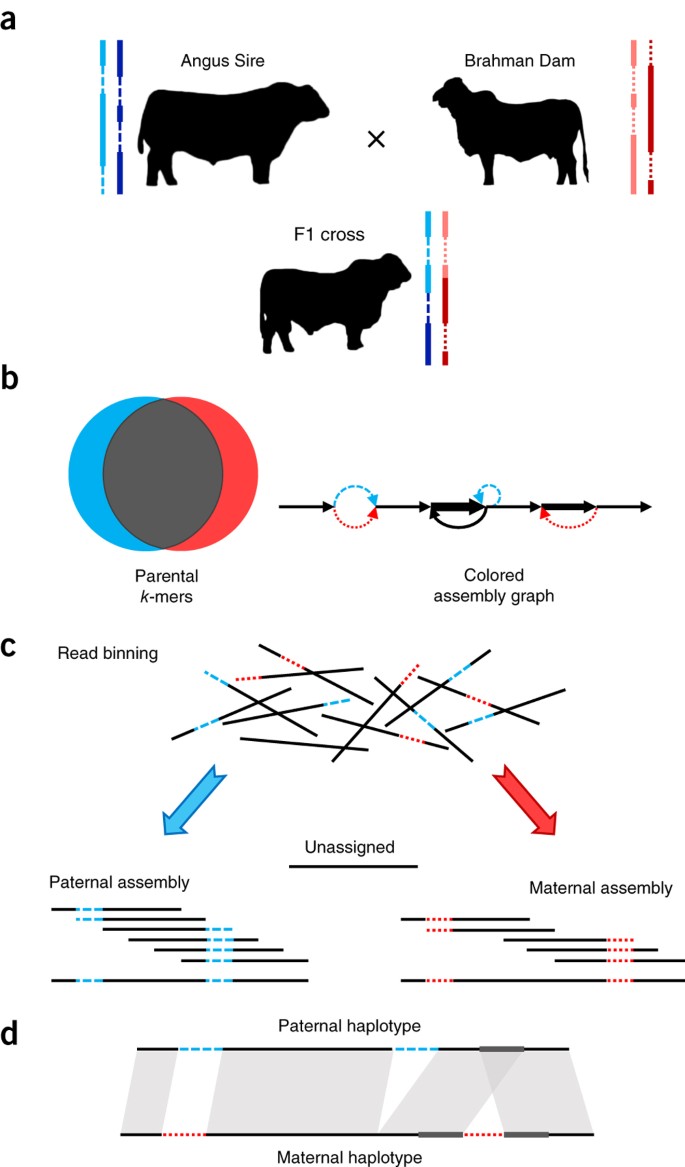 a
Angus Sire
Brahman Dam
×
F1 cross
b
Parental
k-mers
Colored
assembly graph
c
Read binning
Unassigned
Paternal assembly
Maternal assembly
d
Paternal haplotype
Maternal haplotype